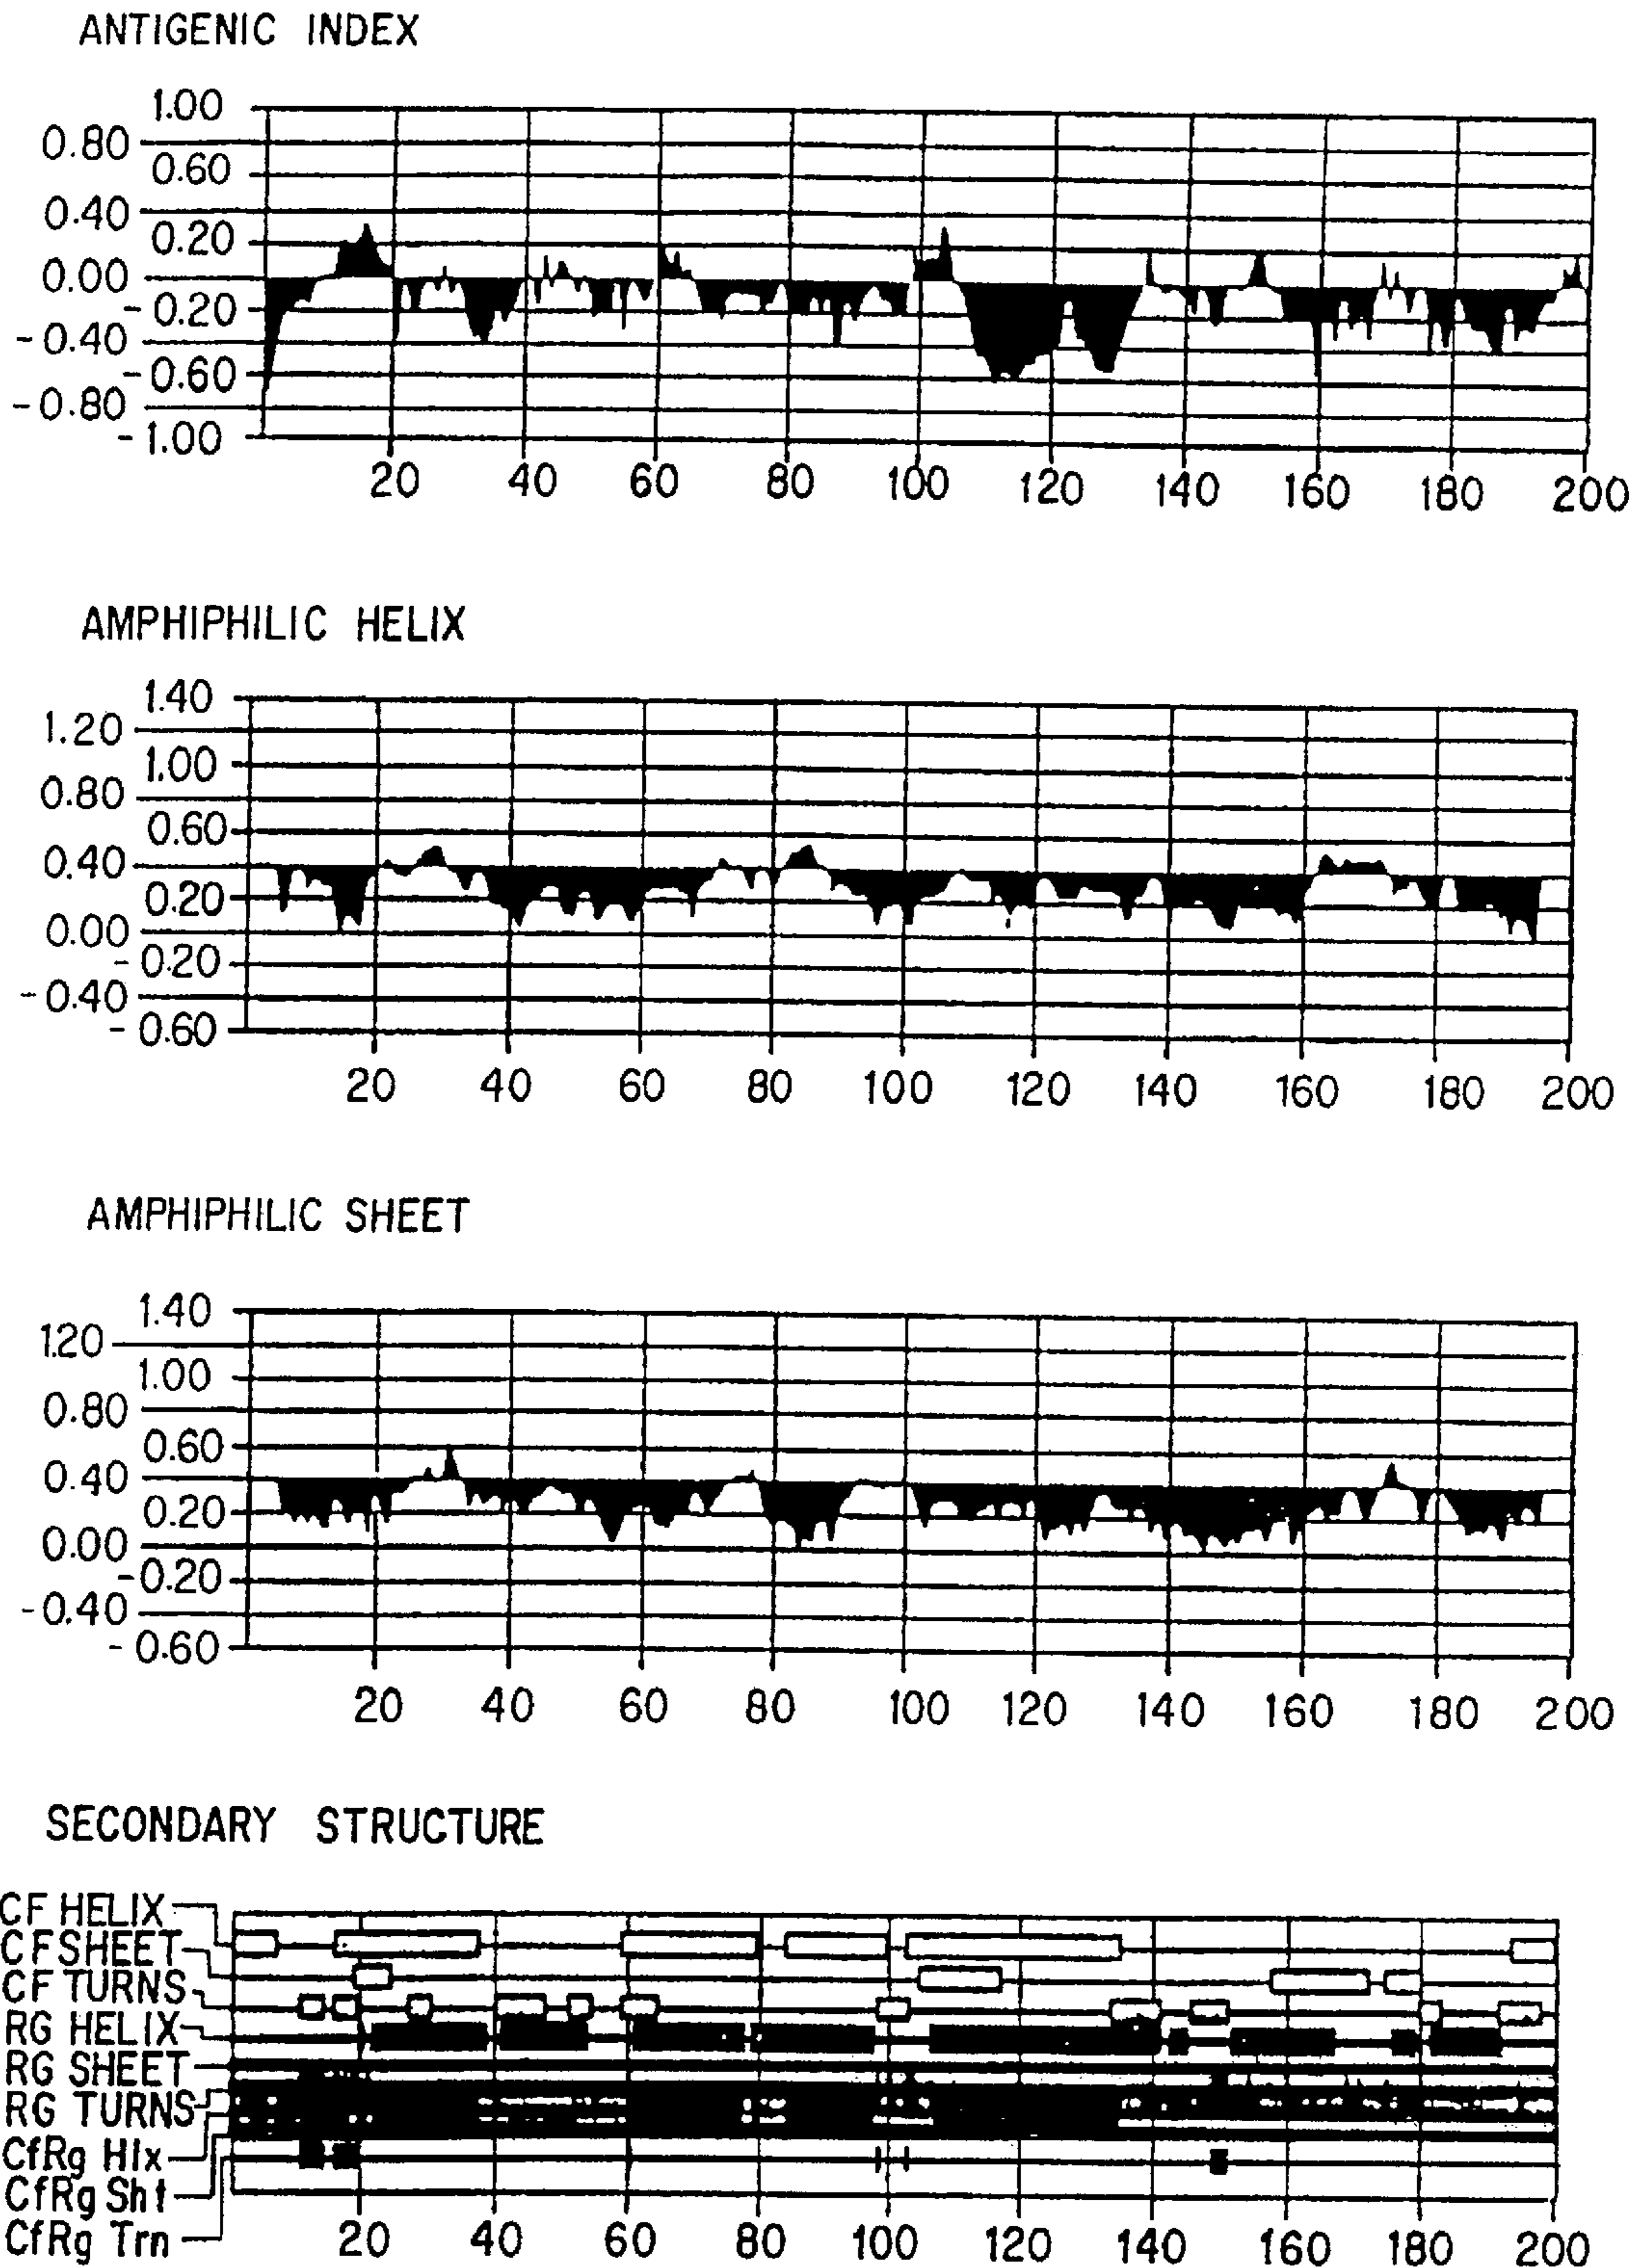 ANTIGENIC INDEX
1.00
0.80
0.60
0.40
0.20
0.00
-0.20
-0.40
-0.60
-0.80
-1.00
20 40 60 80 100 120 140 160 180 200
AMPHIPHILIC HELIX
1.40
1.20
1.00
0.80
0.60
0.40
0.20
0.00
-0.20
-0.40
-0.60
20 40 60 80 100 120 140 160 180 200
AMPHIPHILIC SHEET
1.40
120
1.00
0.80
0.60
0.40
0.20
0.00
-0.20
-0.40
-0.60
20 40 60 80 100 120 140 160 180 200
SECONDARY STRUCTURE
CF HELIX
CF SHEET
CF TURNS
RG HELIX
RG SHEET
RG TURNS
CfRg Hlx
CfRg Sht
CfRg Trn
20 40 60 80 100 120 140 160 180 200